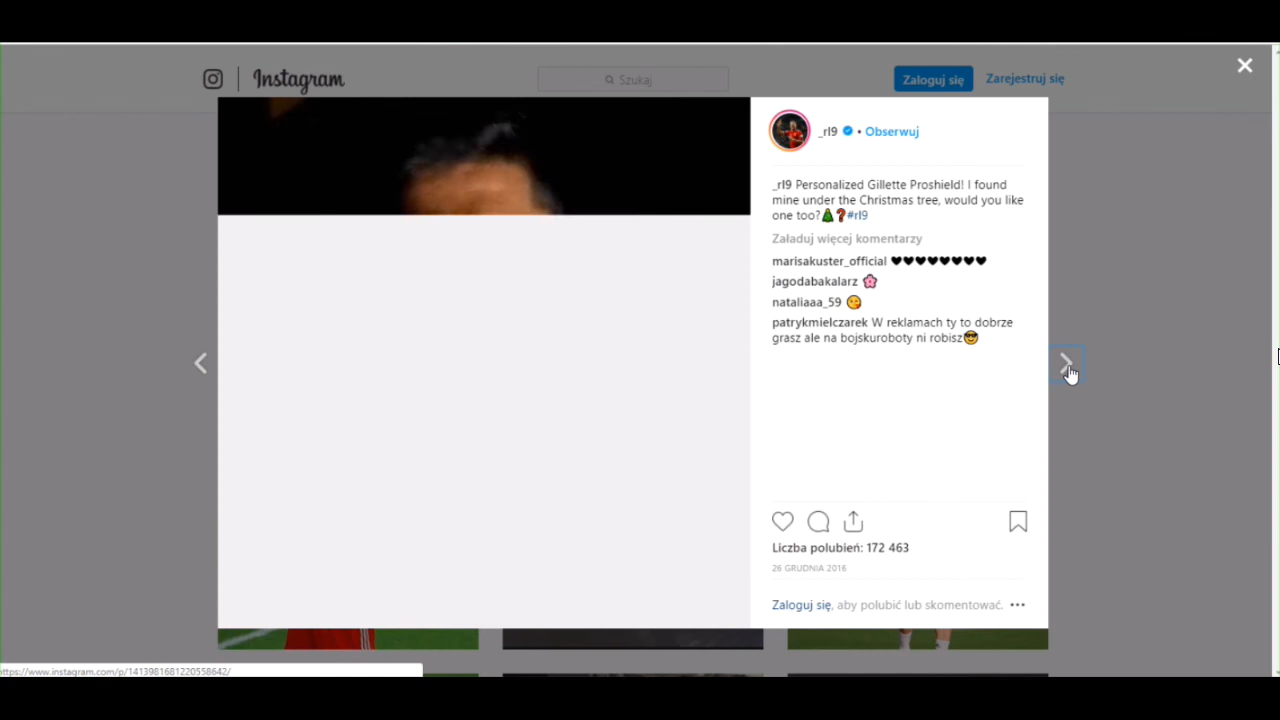 Instagram
Szukaj
Zaloguj się
Zarejestruj się
_rl9 • Obserwuj
_rl9 Personalized Gillette Proshield! I found
mine under the Christmas tree, would you like
one too?🎄❓#rl9
Załaduj więcej komentarzy
marisakuster_official ♥♥♥♥♥♥♥♥
jagodabakalarz 🌸
nataliaaa_59 😋
patrykmielczarek W reklamach ty to dobrze
grasz ale na bojskuroboty ni robisz😎
Liczba polubień: 172 463
26 GRUDNIA 2016
Zaloguj się, aby polubić lub skomentować.
https://www.instagram.com/p/1413981681220558642/